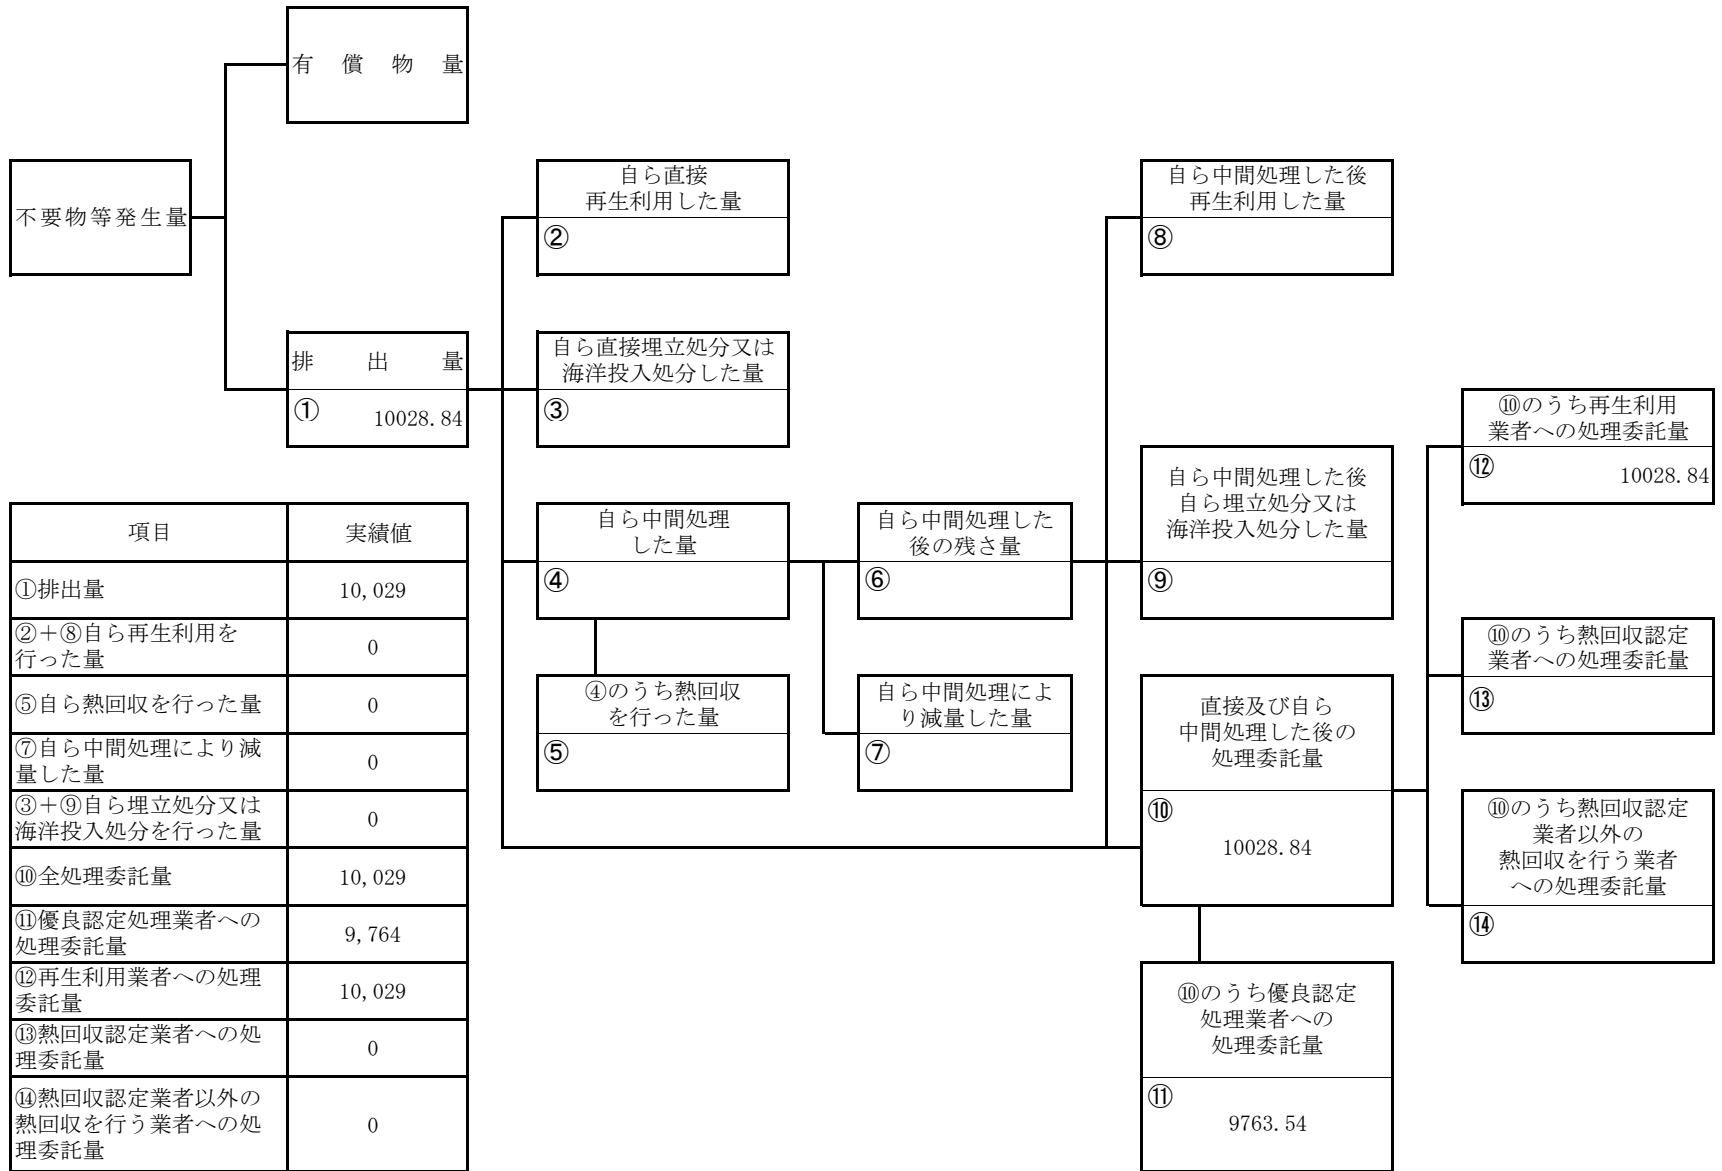 有償物量
不要物等発生量
排出量
① 10028.84
自ら直接
再生利用した量
②
自ら直接埋立処分又は
海洋投入処分した量
③
自ら中間処理
した量
④
④のうち熱回収
を行った量
⑤
自ら中間処理した
後の残さ量
⑥
自ら中間処理によ
り減量した量
⑦
自ら中間処理した後
再生利用した量
⑧
自ら中間処理した後
自ら埋立処分又は
海洋投入処分した量
⑨
直接及び自ら
中間処理した後の
処理委託量
⑩
10028.84
⑩のうち優良認定
処理業者への
処理委託量
⑪
9763.54
⑩のうち再生利用
業者への処理委託量
⑫ 10028.84
⑩のうち熱回収認定
業者への処理委託量
⑬
⑩のうち熱回収認定
業者以外の
熱回収を行う業者
への処理委託量
⑭
項目 実績値
①排出量 10,029
②+⑧自ら再生利用を
行った量 0
⑤自ら熱回収を行った量 0
⑦自ら中間処理により減
量した量 0
③+⑨自ら埋立処分又は
海洋投入処分を行った量 0
⑩全処理委託量 10,029
⑪優良認定処理業者への
処理委託量 9,764
⑫再生利用業者への処理
委託量 10,029
⑬熱回収認定業者への処
理委託量 0
⑭熱回収認定業者以外の
熱回収を行う業者への処
理委託量 0